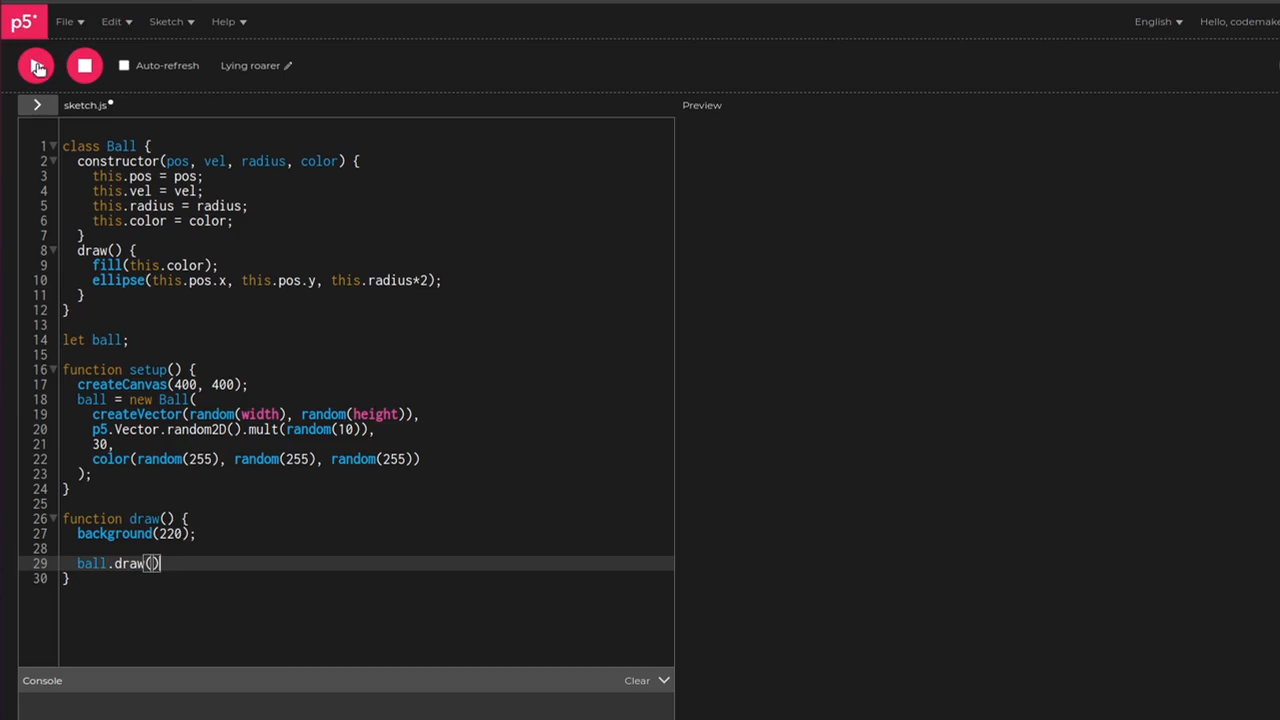 p5* File Edit Sketch Help English Hello, codemake
Auto-refresh Lying roarer
sketch.js Preview
1 class Ball {
2 constructor(pos, vel, radius, color) {
3 this.pos = pos;
4 this.vel = vel;
5 this.radius = radius;
6 this.color = color;
7 }
8 draw() {
9 fill(this.color);
10 ellipse(this.pos.x, this.pos.y, this.radius*2);
11 }
12 }
13
14 let ball;
15
16 function setup() {
17 createCanvas(400, 400);
18 ball = new Ball(
19 createVector(random(width), random(height)),
20 p5.Vector.random2D().mult(random(10)),
21 30,
22 color(random(255), random(255), random(255))
23 );
24 }
25
26 function draw() {
27 background(220);
28
29 ball.draw()
30 }
Console Clear